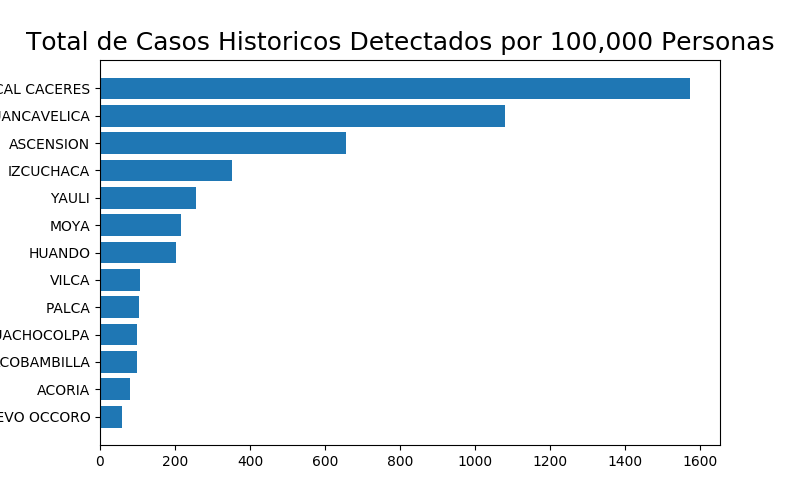 Total de Casos Historicos Detectados por 100,000 Personas
CAL CACERES
UANCAVELICA
ASCENSION
IZCUCHACA
YAULI
MOYA
HUANDO
VILCA
PALCA
UACHOCOLPA
COBAMBILLA
ACORIA
EVO OCCORO
0 200 400 600 800 1000 1200 1400 1600